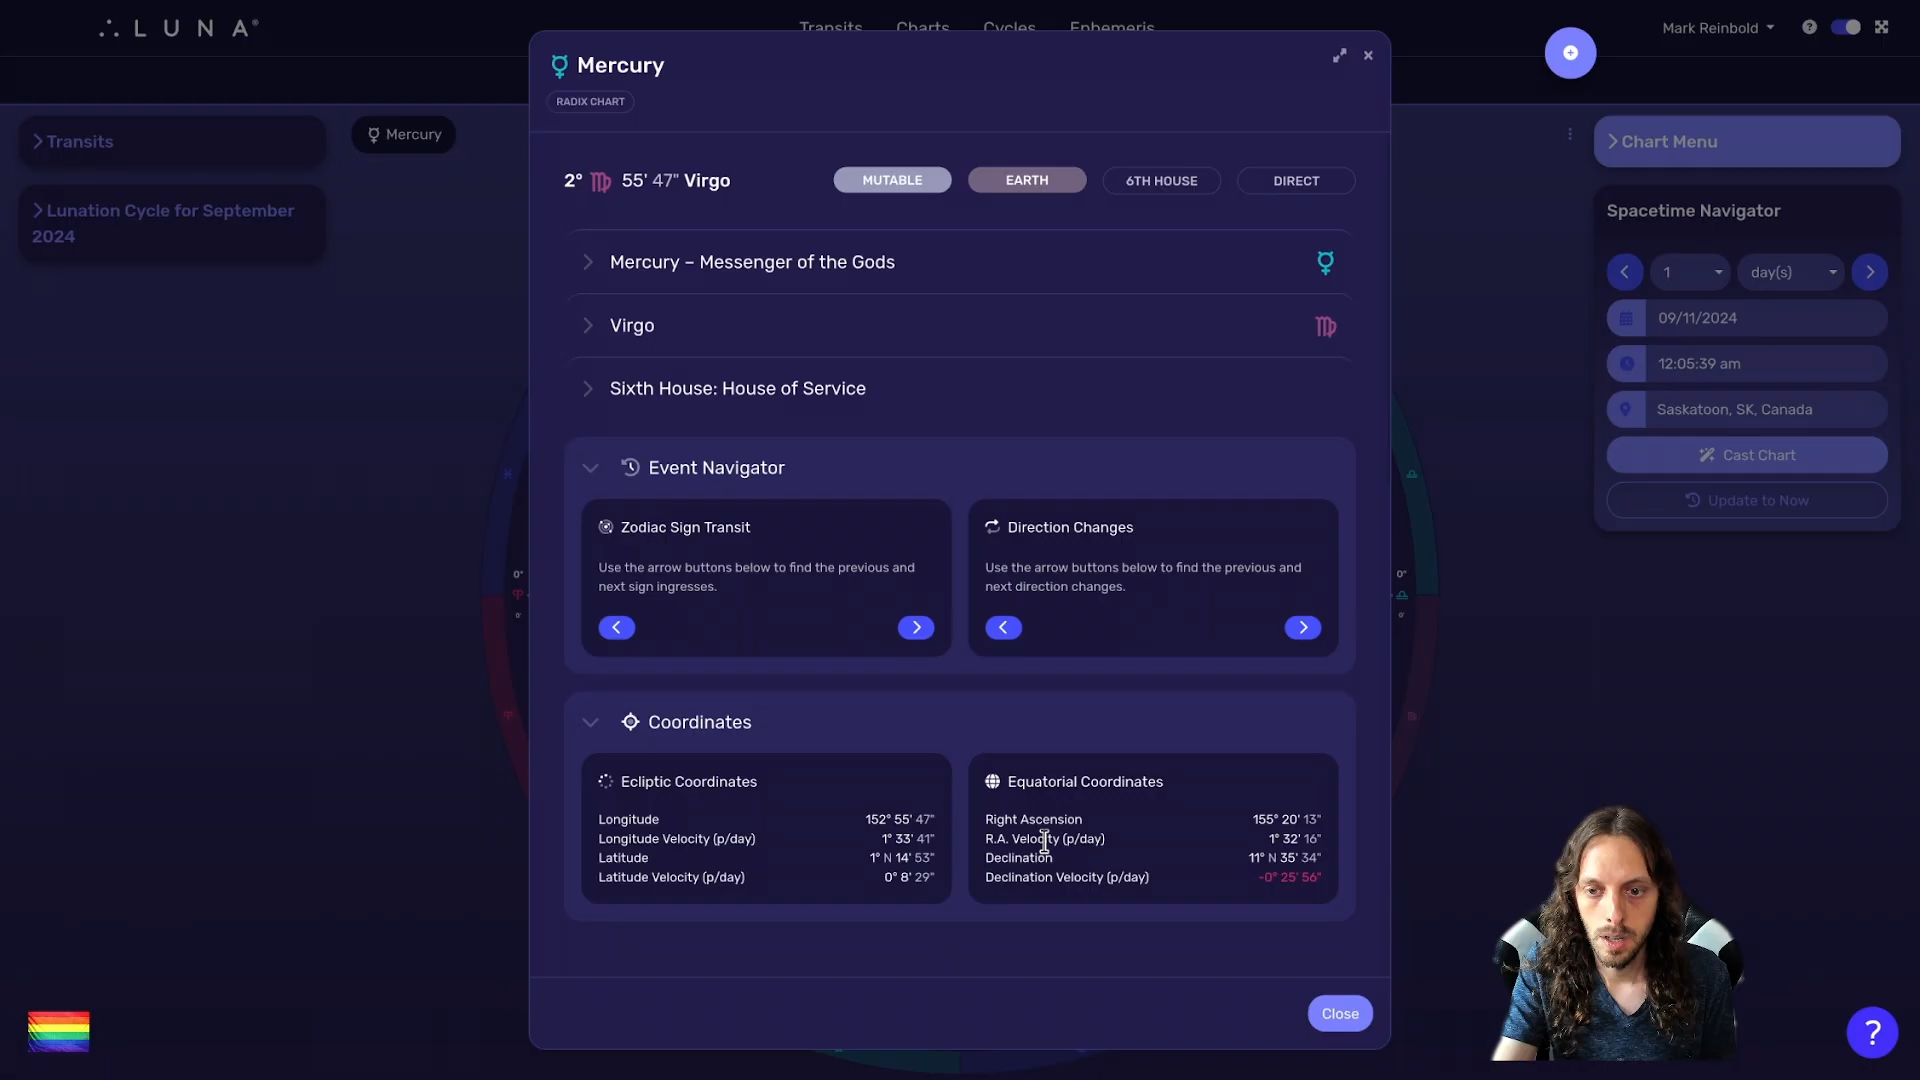 LUNA®
Transits
Charts
Cycles
Ephemeris
Mark Reinbold
Mercury
RADIX CHART
Transits
Mercury
Chart Menu
2° ♍ 55' 47" Virgo
MUTABLE
EARTH
6TH HOUSE
DIRECT
Lunation Cycle for September
2024
Spacetime Navigator
Mercury – Messenger of the Gods
1
day(s)
Virgo
09/11/2024
12:05:39 am
Sixth House: House of Service
Saskatoon, SK, Canada
Cast Chart
Update to Now
Event Navigator
Zodiac Sign Transit
Use the arrow buttons below to find the previous and
next sign ingresses.
Direction Changes
Use the arrow buttons below to find the previous and
next direction changes.
0°
0°
Coordinates
Ecliptic Coordinates
Longitude 152° 55' 47"
Longitude Velocity (p/day) 1° 33' 41"
Latitude 1° N 14' 53"
Latitude Velocity (p/day) 0° 8' 29"
Equatorial Coordinates
Right Ascension 155° 20' 13"
R.A. Velocity (p/day) 1° 32' 16"
Declination 11° N 35' 34"
Declination Velocity (p/day) -0° 25' 56"
Close
?